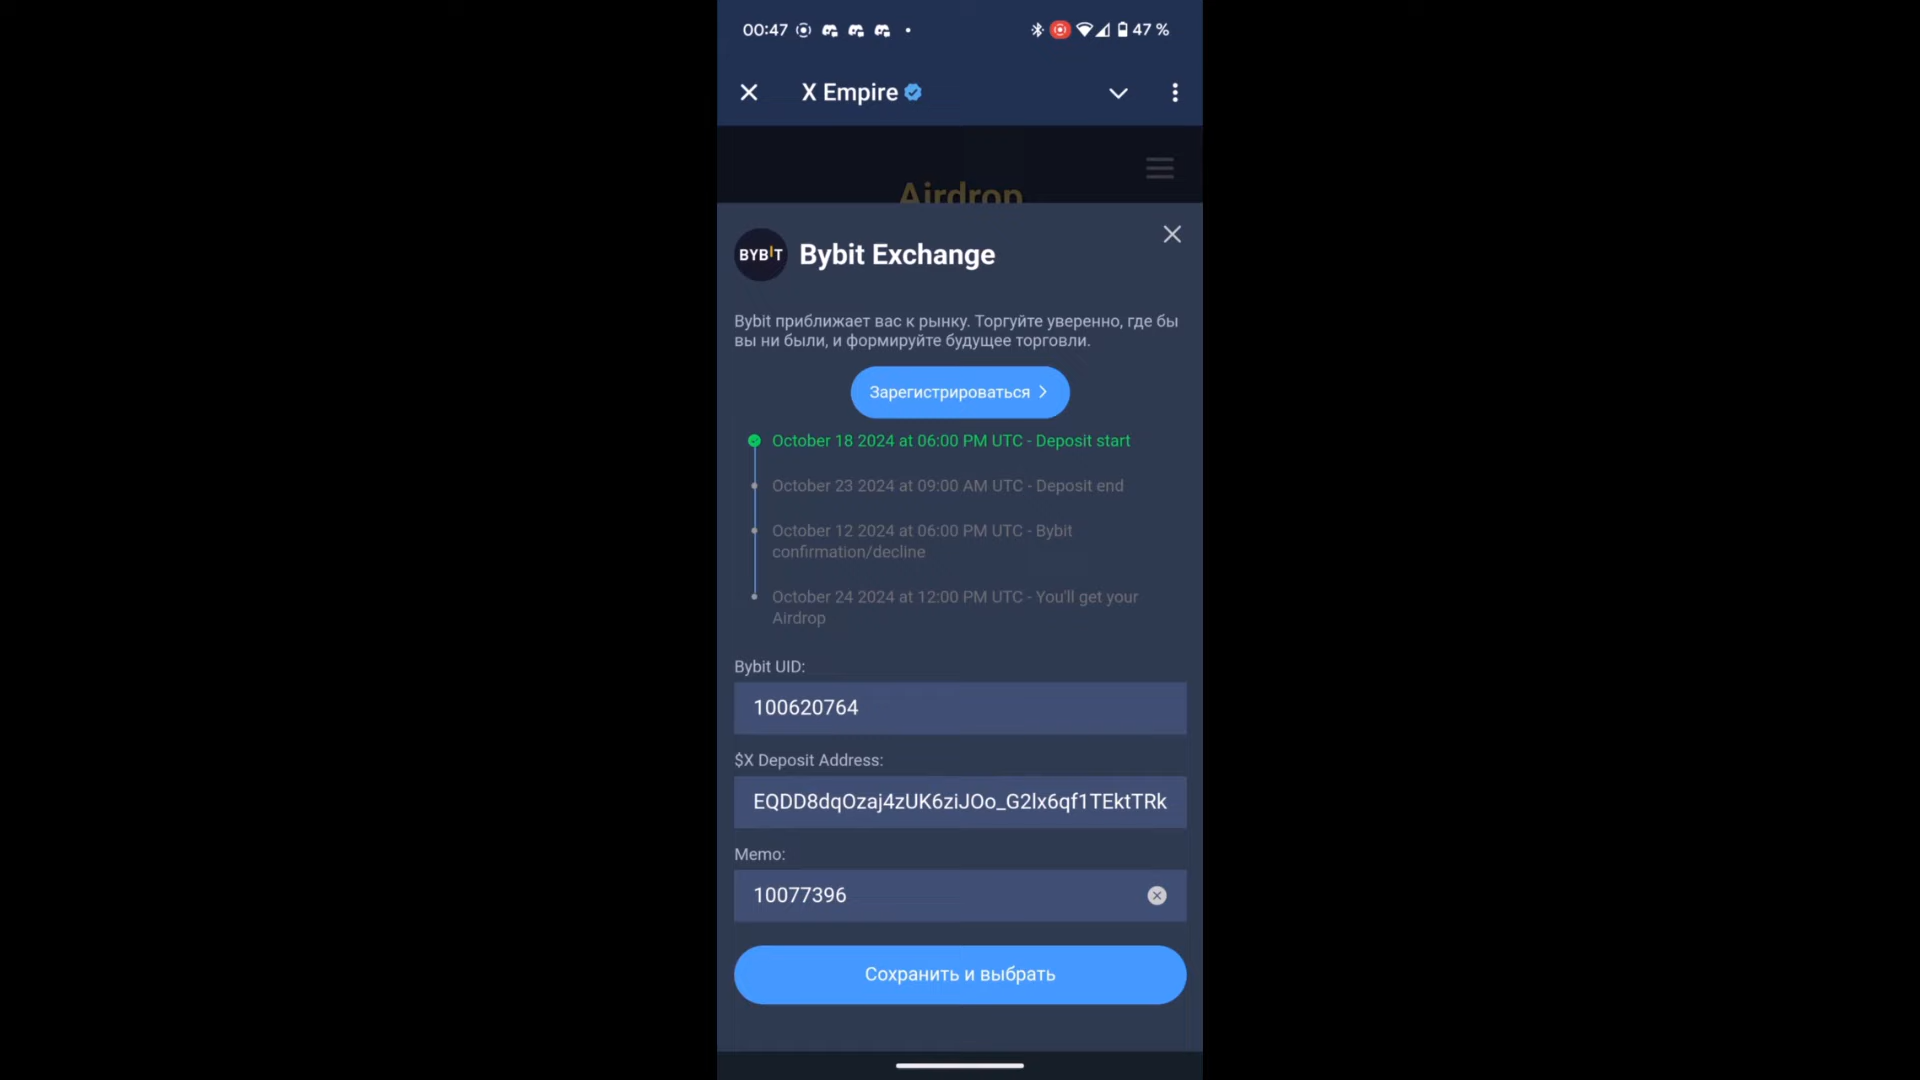 00:47
47 %
X Empire
Airdrop
BYBIT
Bybit Exchange
Bybit приближает вас к рынку. Торгуйте уверенно, где бы
вы ни были, и формируйте будущее торговли.
Зарегистрироваться
October 18 2024 at 06:00 PM UTC - Deposit start
October 23 2024 at 09:00 AM UTC - Deposit end
October 12 2024 at 06:00 PM UTC - Bybit
confirmation/decline
October 24 2024 at 12:00 PM UTC - You'll get your
Airdrop
Bybit UID:
100620764
$X Deposit Address:
EQDD8dqOzaj4zUK6ziJOo_G2lx6qf1TEktTRk
Memo:
10077396
Сохранить и выбрать